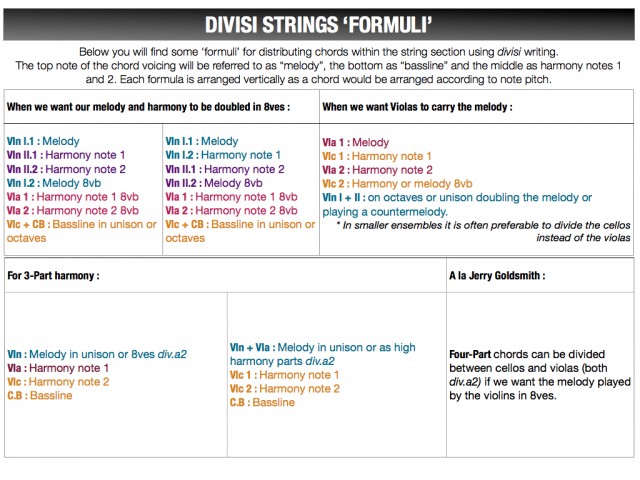 DIVISI STRINGS ‘FORMULI’
Below you will find some ‘formuli’ for distributing chords within the string section using divisi writing.
The top note of the chord voicing will be referred to as “melody”, the bottom as “bassline” and the middle as harmony notes 1
and 2. Each formula is arranged vertically as a chord would be arranged according to note pitch.
When we want our melody and harmony to be doubled in 8ves :
Vln I.1 : Melody
Vln II.1 : Harmony note 1
Vln II.2 : Harmony note 2
Vln I.2 : Melody 8vb
Vla 1 : Harmony note 1 8vb
Vla 2 : Harmony note 2 8vb
Vlc + CB : Bassline in unison or
octaves
Vln I.1 : Melody
Vln I.2 : Harmony note 1
Vln II.1 : Harmony note 2
Vln II.2 : Melody 8vb
Vla 1 : Harmony note 1 8vb
Vla 2 : Harmony note 2 8vb
Vlc + CB : Bassline in unison or
octaves
When we want Violas to carry the melody :
Vla 1 : Melody
Vlc 1 : Harmony note 1
Vla 2 : Harmony note 2
Vlc 2 : Harmony or melody 8vb
Vln I + II : on octaves or unison doubling the melody or
playing a countermelody.
* In smaller ensembles it is often preferable to divide the cellos
instead of the violas
For 3-Part harmony :
Vln : Melody in unison or 8ves div.a2
Vla : Harmony note 1
Vlc : Harmony note 2
C.B : Bassline
Vln + Vla : Melody in unison or as high
harmony parts div.a2
Vlc 1 : Harmony note 1
Vlc 2 : Harmony note 2
C.B : Bassline
A la Jerry Goldsmith :
Four-Part chords can be divided
between cellos and violas (both
div.a2) if we want the melody played
by the violins in 8ves.